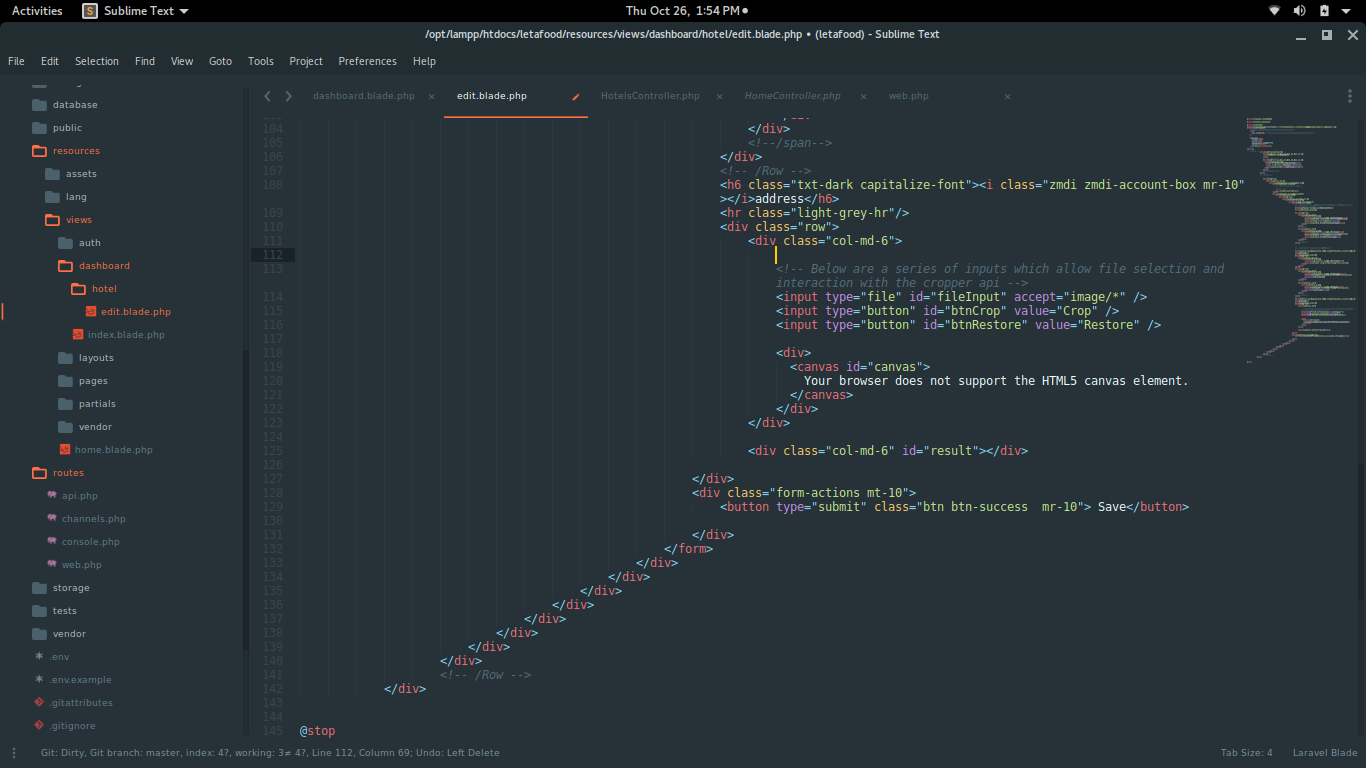 Activities
Sublime Text
Thu Oct 26, 1:54 PM
/opt/lampp/htdocs/letafood/resources/views/dashboard/hotel/edit.blade.php • (letafood) - Sublime Text
File Edit Selection Find View Goto Tools Project Preferences Help
database
public
resources
assets
lang
views
auth
dashboard
hotel
edit.blade.php
index.blade.php
layouts
pages
partials
vendor
home.blade.php
routes
api.php
channels.php
console.php
web.php
storage
tests
vendor
.env
.env.example
.gitattributes
.gitignore
dashboard.blade.php × edit.blade.php HotelsController.php × HomeController.php × web.php ×
104 </div>
105 <!--/span-->
106 </div>
107 <!-- /Row -->
108 <h6 class="txt-dark capitalize-font"><i class="zmdi zmdi-account-box mr-10"
></i>address</h6>
109 <hr class="light-grey-hr"/>
110 <div class="row">
111 <div class="col-md-6">
112
113 <!-- Below are a series of inputs which allow file selection and
interaction with the cropper api -->
114 <input type="file" id="fileInput" accept="image/*" />
115 <input type="button" id="btnCrop" value="Crop" />
116 <input type="button" id="btnRestore" value="Restore" />
117
118 <div>
119 <canvas id="canvas">
120 Your browser does not support the HTML5 canvas element.
121 </canvas>
122 </div>
123 </div>
124
125 <div class="col-md-6" id="result"></div>
126
127 </div>
128 <div class="form-actions mt-10">
129 <button type="submit" class="btn btn-success  mr-10"> Save</button>
130
131 </div>
132 </form>
133 </div>
134 </div>
135 </div>
136 </div>
137 </div>
138 </div>
139 </div>
140 </div>
141 <!-- /Row -->
142 </div>
143
144
145 @stop
Git: Dirty, Git branch: master, index: 4?, working: 3≠ 4?, Line 112, Column 69; Undo: Left Delete
Tab Size: 4
Laravel Blade